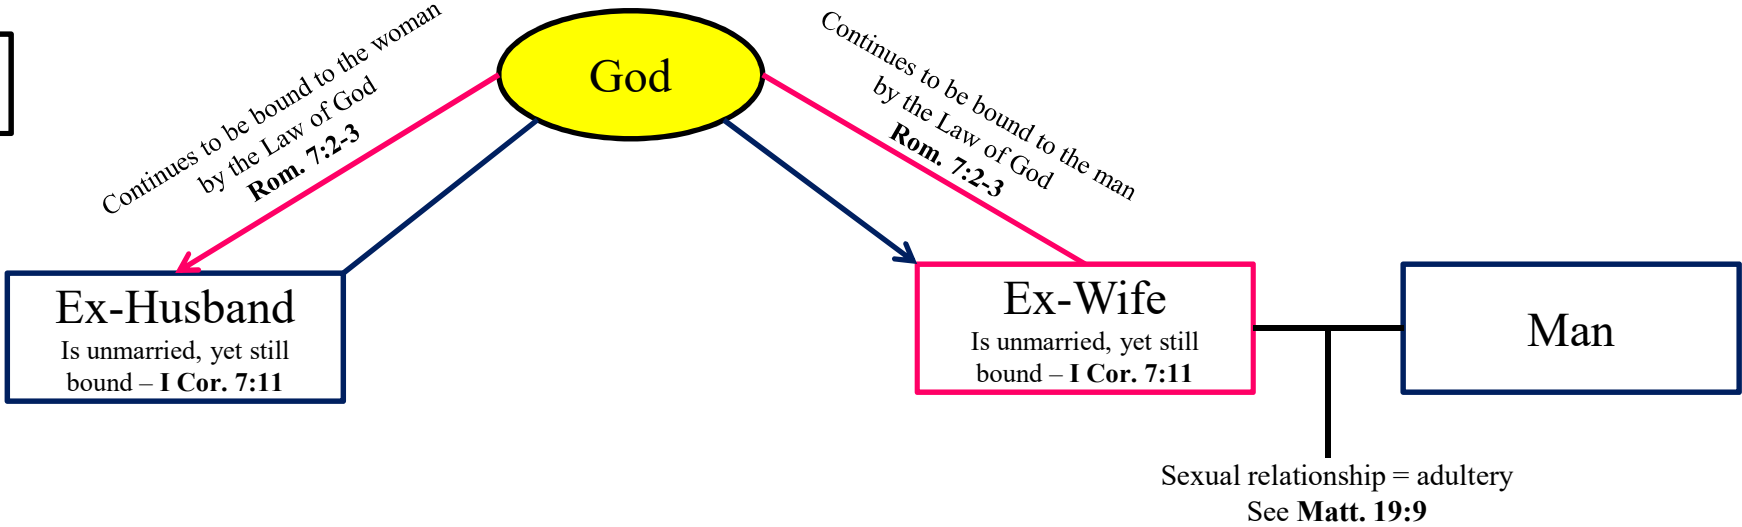 Continues to be bound to the woman
by the Law of God
Rom. 7:2-3
God
Continues to be bound to the man
by the Law of God
Rom. 7:2-3
Ex-Husband
Is unmarried, yet still
bound – I Cor. 7:11
Ex-Wife
Is unmarried, yet still
bound – I Cor. 7:11
Man
Sexual relationship = adultery
See Matt. 19:9